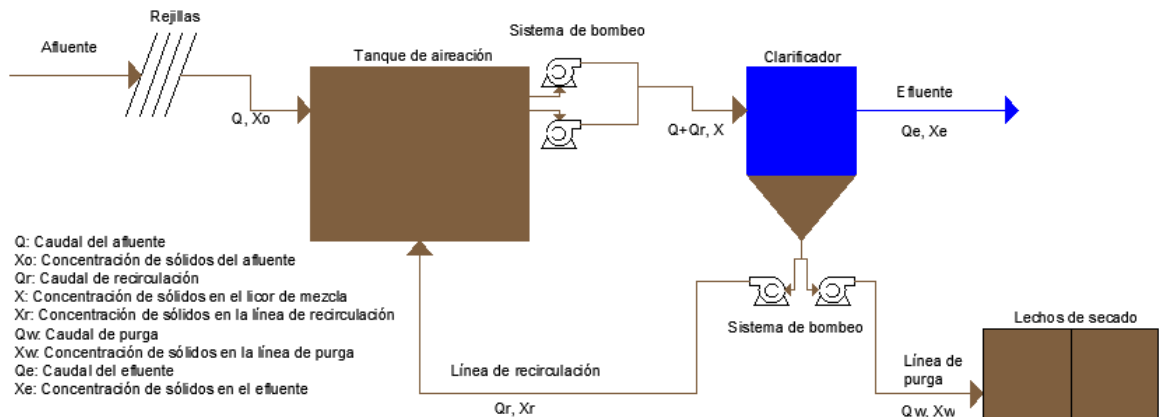 Rejillas
Afluente
Q, Xo
Tanque de aireación
Sistema de bombeo
Q+Qr, X
Clarificador
Efluente
Qe, Xe
Q: Caudal del afluente
Xo: Concentración de sólidos del afluente
Qr: Caudal de recirculación
X: Concentración de sólidos en el licor de mezcla
Xr: Concentración de sólidos en la línea de recirculación
Qw: Caudal de purga
Xw: Concentración de sólidos en la línea de purga
Qe: Caudal del efluente
Xe: Concentración de sólidos en el efluente
Sistema de bombeo
Línea de recirculación
Qr, Xr
Línea de
purga
Qw, Xw
Lechos de secado